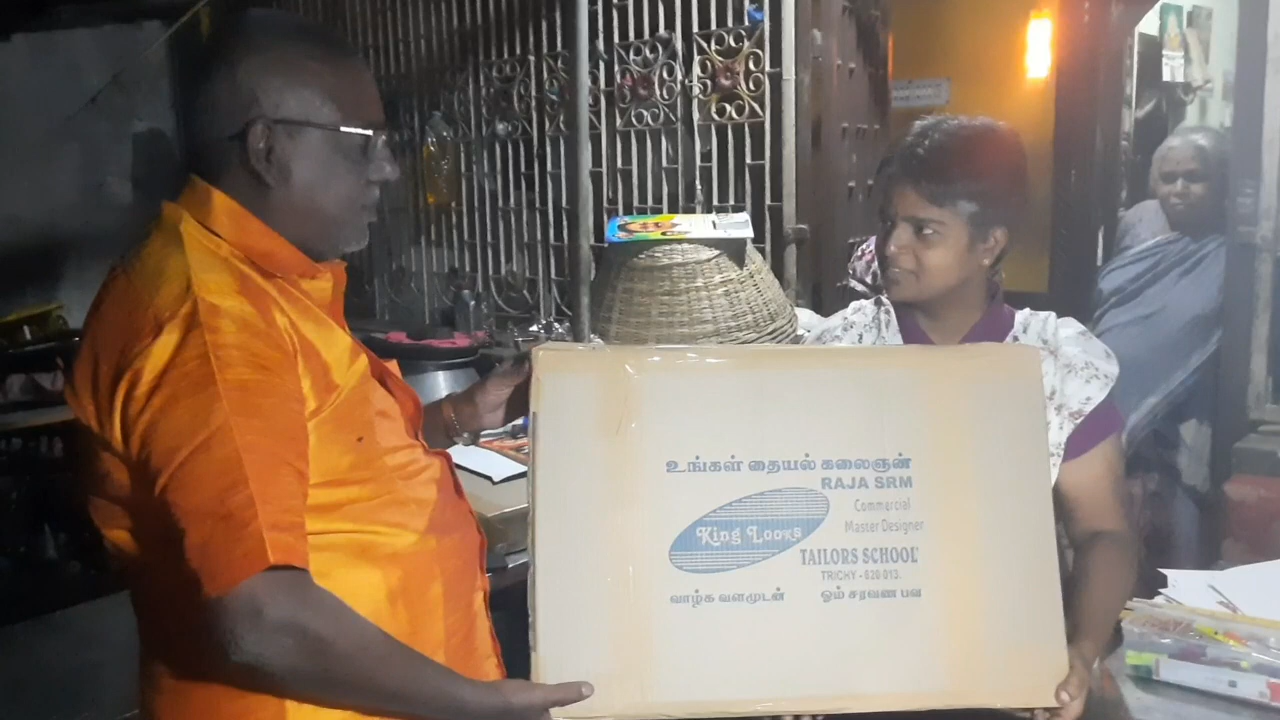 உங்கள் தையல் கலைஞன்
RAJA SRM
Commercial
Master Designer
King Looks
TAILORS SCHOOL
TRICKY - 620 013.
வாழ்க வளமுடன்
ஓம் சரவண பவ